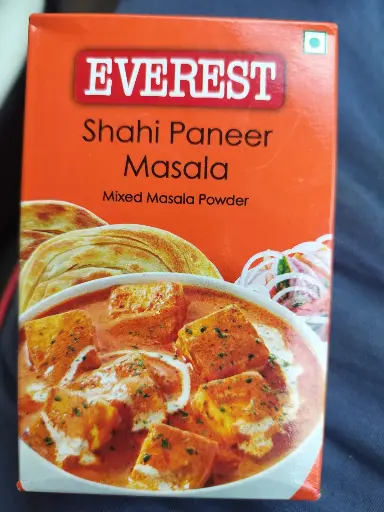 EVEREST
Shahi Paneer
Masala
Mixed Masala Powder